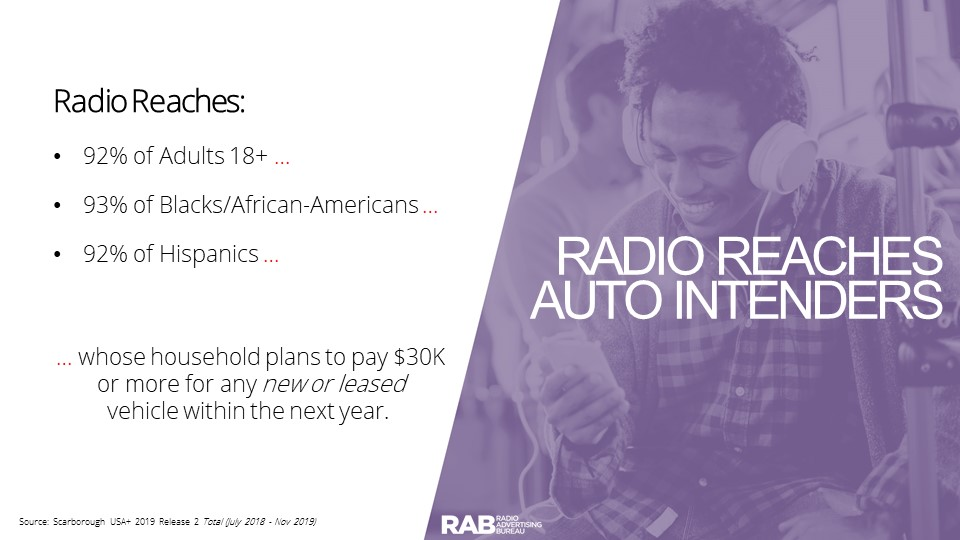 Radio Reaches:
• 92% of Adults 18+ ...
• 93% of Blacks/African-Americans ...
• 92% of Hispanics ...
... whose household plans to pay $30K
or more for any new or leased
vehicle within the next year.
RADIO REACHES
AUTO INTENDERS
Source: Scarborough USA+ 2019 Release 2 Total (July 2018 - Nov 2019)
RAB RADIO
ADVERTISING
BUREAU